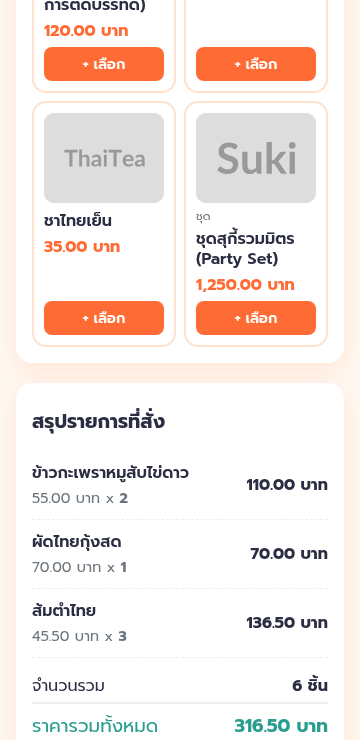 การตัดบรรทัด)
120.00 บาท
+ เลือก
+ เลือก
ThaiTea
ชาไทยเย็น
35.00 บาท
+ เลือก
Suki
ชุด
ชุดสุกี้รวมมิตร
(Party Set)
1,250.00 บาท
+ เลือก
สรุปรายการที่สั่ง
ข้าวกะเพราหมูสับไข่ดาว
55.00 บาท x 2
110.00 บาท
ผัดไทยกุ้งสด
70.00 บาท x 1
70.00 บาท
ส้มตำไทย
45.50 บาท x 3
136.50 บาท
จำนวนรวม
6 ชิ้น
ราคารวมทั้งหมด
316.50 บาท